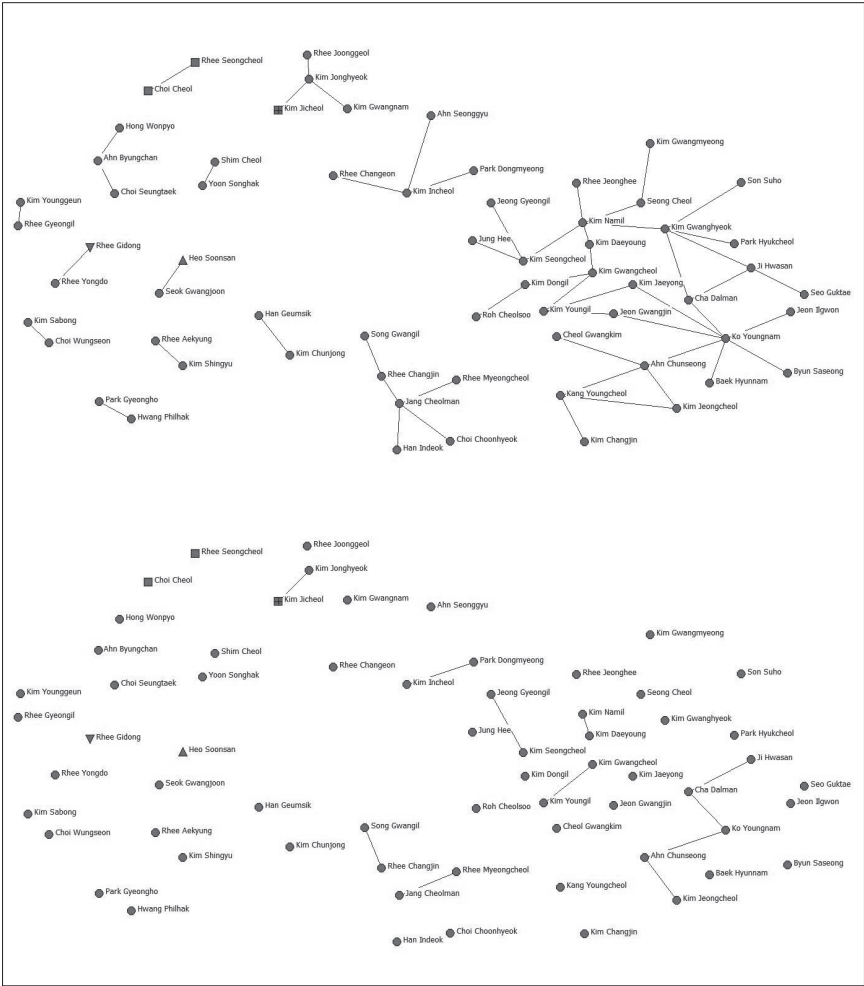 Rhee Joonggeol
Rhee Seongcheol
Kim Jonghyeok
Choi Cheol
Kim Jicheol
Kim Gwangnam
Ahn Seonggyu
Hong Wonpyo
Kim Gwangmyeong
Ahn Byungchan
Shim Cheol
Park Dongmyeong
Rhee Changeon
Rhee Jeonghee
Son Suho
Yoon Songhak
Choi Seungtaek
Kim Incheol
Kim Younggeun
Jeong Gyeongil
Seong Cheol
Kim Namil
Rhee Gyeongil
Kim Gwanghyeok
Jung Hee
Kim Daeyoung
Park Hyukcheol
Rhee Gidong
Heo Soonsan
Kim Seongcheol
Ji Hwasan
Kim Gwangcheol
Rhee Yongdo
Kim Dongil
Kim Jaeyong
Seok Gwangjoon
Seo Guktae
Cha Dalman
Kim Youngil
Jeon Gwangjin
Jeon Ilgwon
Han Geumsik
Roh Cheolsoo
Kim Sabong
Song Gwangil
Cheol Gwangkim
Ko Youngnam
Choi Wungseon
Rhee Aekyung
Kim Chunjong
Kim Shingyu
Ahn Chunseong
Byun Saseong
Rhee Changjin
Rhee Myeongcheol
Baek Hyunnam
Kang Youngcheol
Park Gyeongho
Jang Cheolman
Kim Jeongcheol
Hwang Philhak
Han Indeok
Choi Choonhyeok
Kim Changjin
Rhee Joonggeol
Rhee Seongcheol
Kim Jonghyeok
Choi Cheol
Kim Jicheol
Kim Gwangnam
Ahn Seonggyu
Hong Wonpyo
Kim Gwangmyeong
Ahn Byungchan
Shim Cheol
Park Dongmyeong
Rhee Changeon
Rhee Jeonghee
Son Suho
Yoon Songhak
Choi Seungtaek
Kim Incheol
Kim Younggeun
Jeong Gyeongil
Seong Cheol
Kim Namil
Rhee Gyeongil
Kim Gwanghyeok
Jung Hee
Kim Daeyoung
Park Hyukcheol
Rhee Gidong
Heo Soonsan
Kim Seongcheol
Ji Hwasan
Kim Gwangcheol
Rhee Yongdo
Kim Dongil
Kim Jaeyong
Seok Gwangjoon
Seo Guktae
Cha Dalman
Kim Youngil
Jeon Gwangjin
Jeon Ilgwon
Han Geumsik
Roh Cheolsoo
Kim Sabong
Song Gwangil
Cheol Gwangkim
Ko Youngnam
Choi Wungseon
Rhee Aekyung
Kim Chunjong
Kim Shingyu
Ahn Chunseong
Byun Saseong
Rhee Changjin
Rhee Myeongcheol
Baek Hyunnam
Kang Youngcheol
Park Gyeongho
Jang Cheolman
Kim Jeongcheol
Hwang Philhak
Han Indeok
Choi Choonhyeok
Kim Changjin